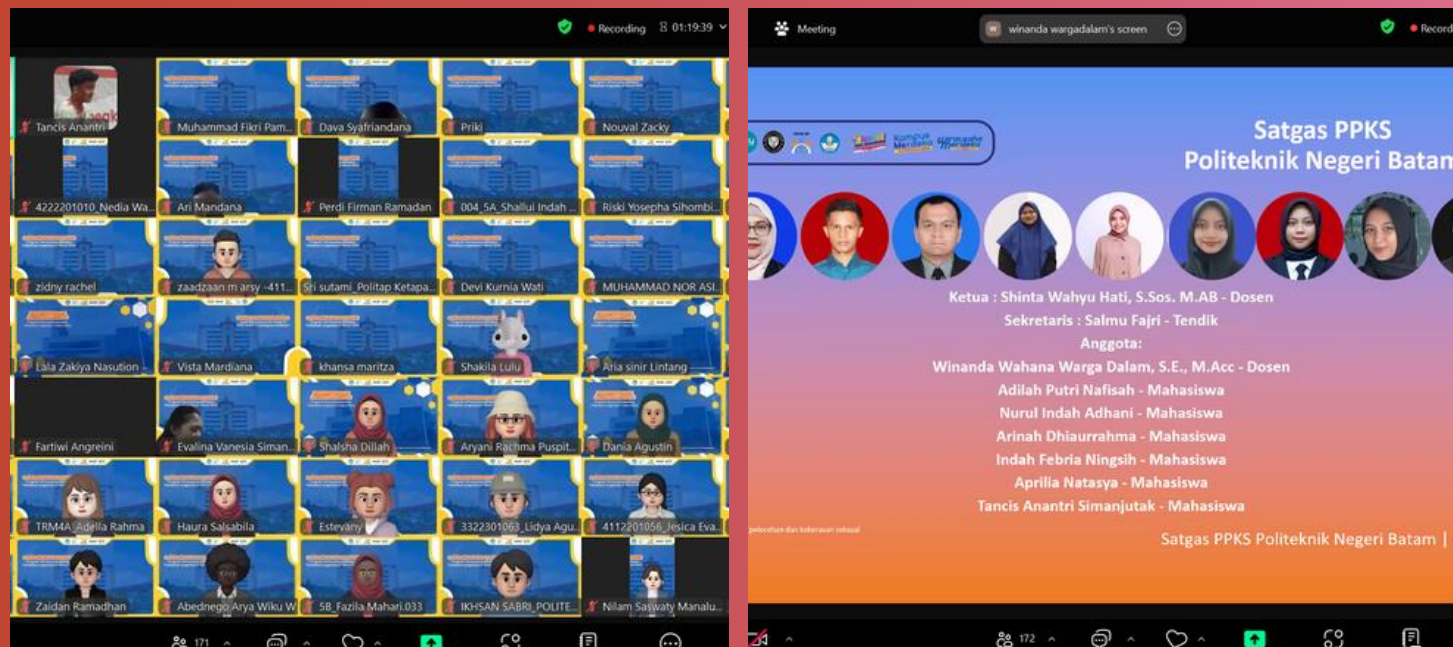 Recording 01:19:39
Tancis Anantri
Muhammad Fikri Pam...
Dava Syafriandana
Priki
Nouval Zacky
4222201010_Nedia Wa...
Ari Mandana
Perdi Firman Ramadan
004_5A_Shallui Indah ...
Riski Yosepha Sihombi...
zidny rachel
zaadzaan m arsy -411...
Sri sutami_Politap Ketapa...
Devi Kurnia Wati
MUHAMMAD NOR ASI...
Lala Zakiya Nasution
Vista Mardiana
khansa maritza
Shakila Lulu
Aria sinir Lintang
Fartiwi Angreini
Evalina Vanesia Siman...
Shalsha Dillah
Aryani Rachma Puspit...
Dania Agustin
TRM4A_Adella Rahma
Haura Salsabila
Estevany
3322301063_Lidya Agu...
4112201056_Jesica Eva...
Zaidan Ramadhan
Abednego Arya Wiku W
5B_Fazila Mahari.033
IKHSAN SABRI_POLITE...
Nilam Saswaty Manalu...
171
Meeting
winanda wargadalam's screen
Record
Kampus
Merdeka
Satgas PPKS
Politeknik Negeri Batam
Ketua : Shinta Wahyu Hati, S.Sos. M.AB - Dosen
Sekretaris : Salmu Fajri - Tendik
Anggota:
Winanda Wahana Warga Dalam, S.E., M.Acc - Dosen
Adilah Putri Nafisah - Mahasiswa
Nurul Indah Adhani - Mahasiswa
Arinah Dhiaurrahma - Mahasiswa
Indah Febria Ningsih - Mahasiswa
Aprilia Natasya - Mahasiswa
Tancis Anantri Simanjutak - Mahasiswa
pelecehan dan kekerasan seksual
Satgas PPKS Politeknik Negeri Batam |
172